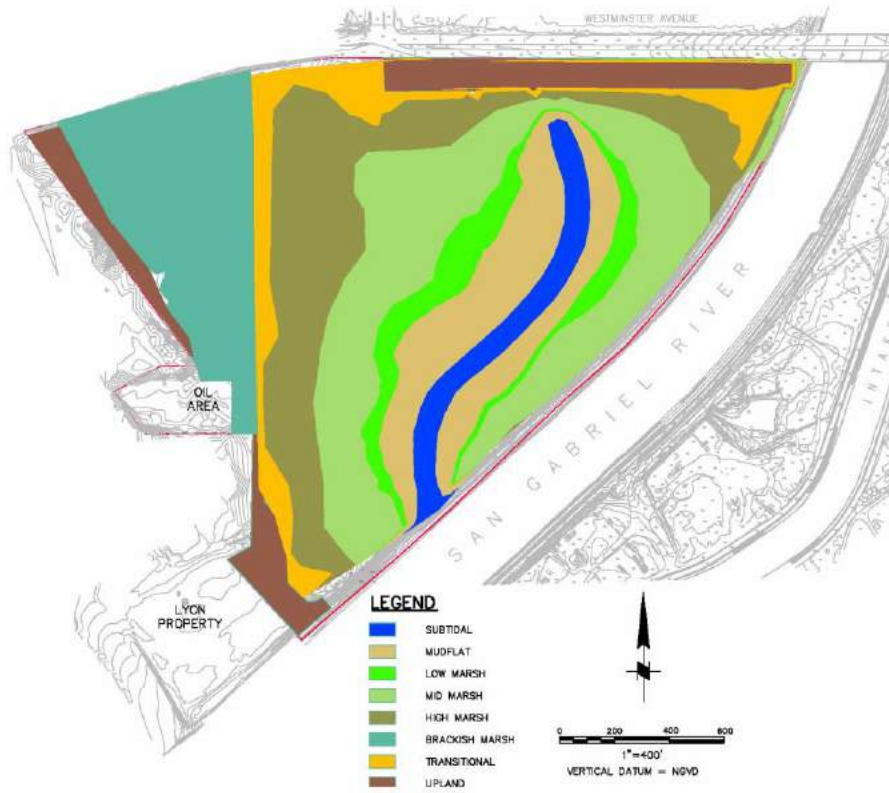 WESTMINSTER AVENUE
OIL
AREA
SAN GABRIEL RIVER
LYON
PROPERTY
LEGEND
SUBTIDAL
MUDFLAT
LOW MARSH
MID MARSH
HIGH MARSH
BRACKISH MARSH
TRANSITIONAL
UPLAND
0 200 400 600
1"=400'
VERTICAL DATUM = NGVD